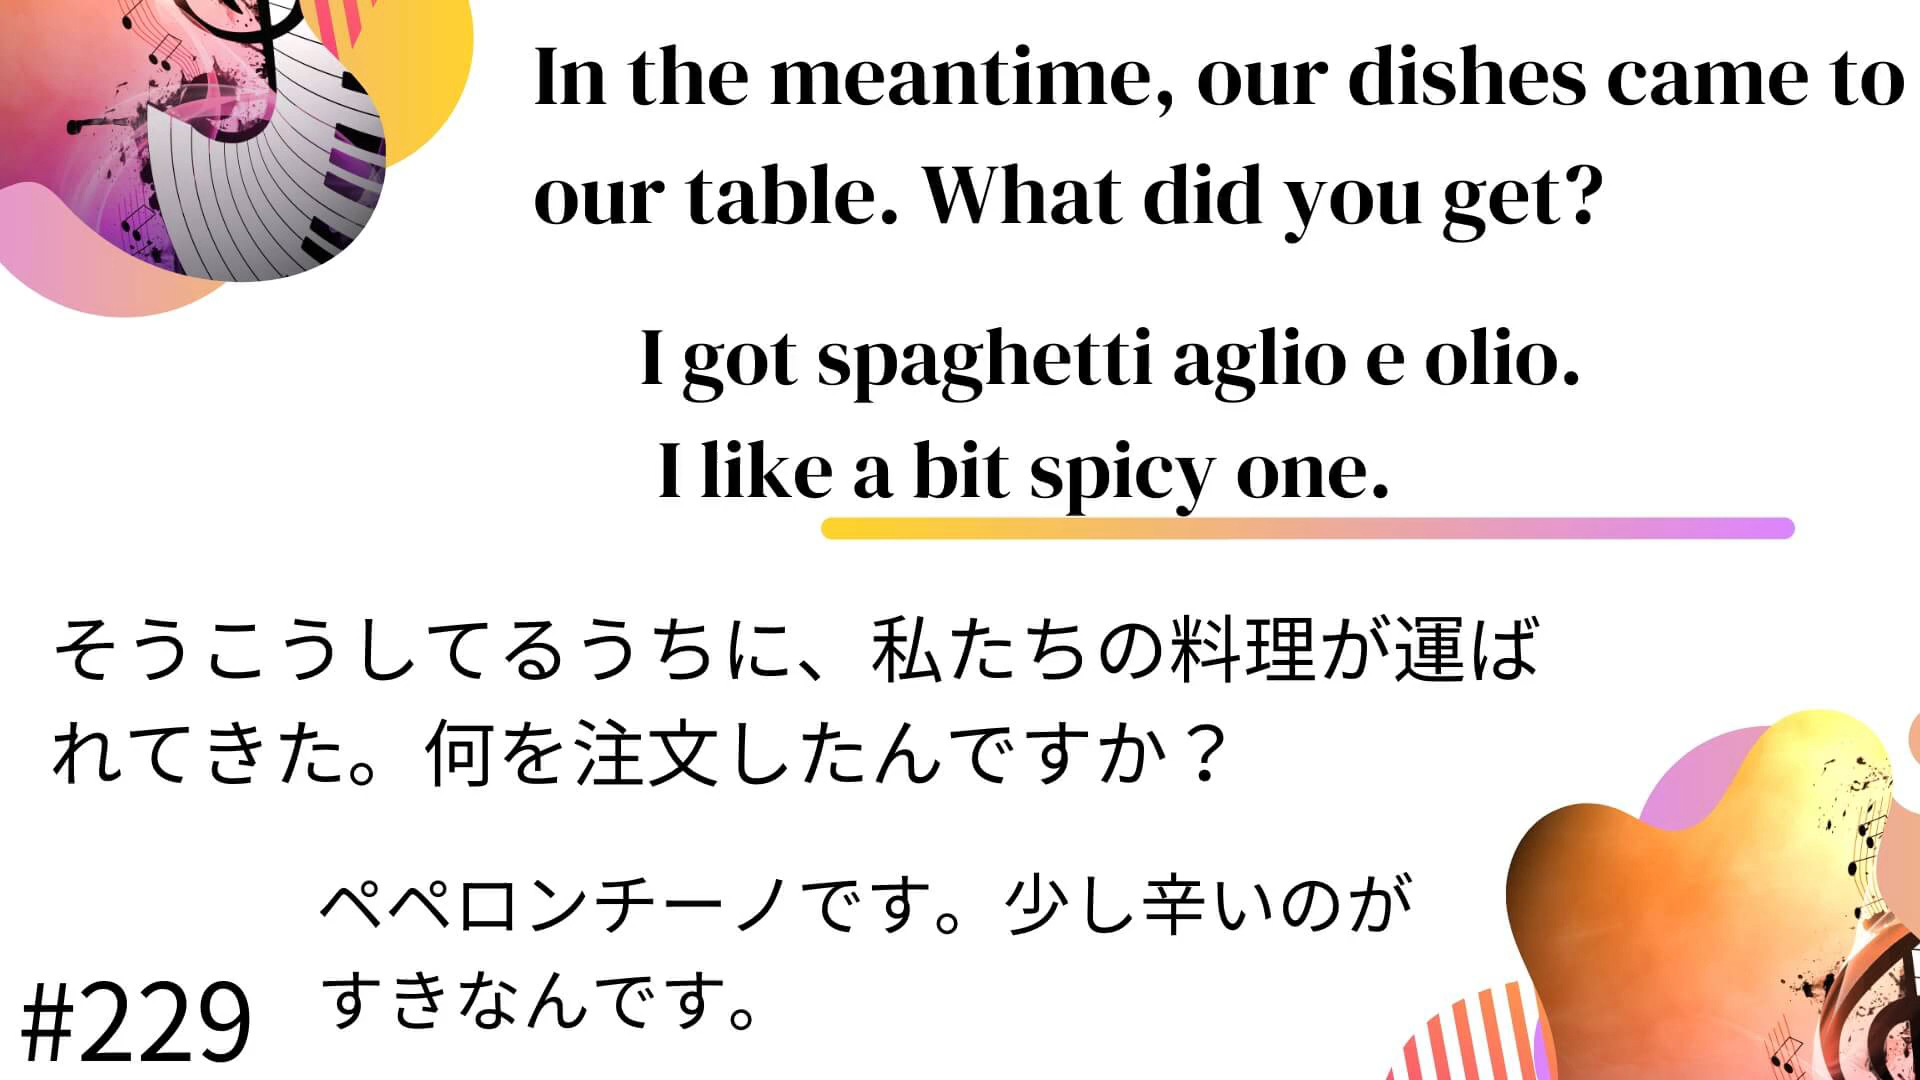 In the meantime, our dishes came to
our table. What did you get?
I got spaghetti aglio e olio.
I like a bit spicy one.
そうこうしてるうちに、私たちの料理が運ば
れてきた。何を注文したんですか？
ペペロンチーノです。少し辛いのが
すきなんです。
#229